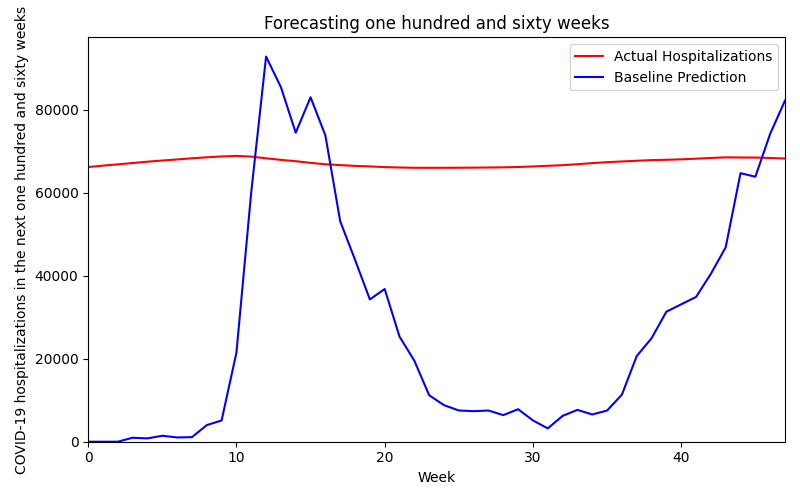 Forecasting one hundred and sixty weeks
COVID-19 hospitalizations in the next one hundred and sixty weeks
80000
60000
40000
20000
0
Actual Hospitalizations
Baseline Prediction
0 10 20 30 40
Week